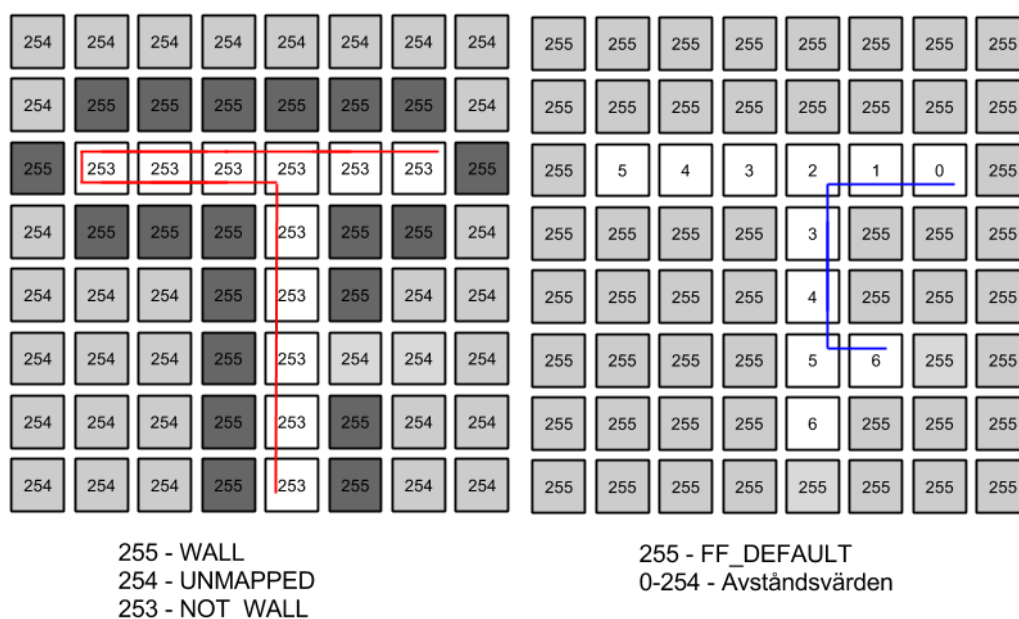 254 254 254 254 254 254 254 254
254 255 255 255 255 255 255 254
255 253 253 253 253 253 253 255
254 255 255 255 253 255 255 254
254 254 254 255 253 255 254 254
254 254 254 255 253 254 254 254
254 254 254 255 253 255 254 254
254 254 254 255 253 255 254 254
255 - WALL
254 - UNMAPPED
253 - NOT WALL
255 255 255 255 255 255 255 255
255 255 255 255 255 255 255 255
255 5 4 3 2 1 0 255
255 255 255 255 3 255 255 255
255 255 255 255 4 255 255 255
255 255 255 255 5 6 255 255
255 255 255 255 6 255 255 255
255 255 255 255 255 255 255 255
255 - FF_DEFAULT
0-254 - Avståndsvärden